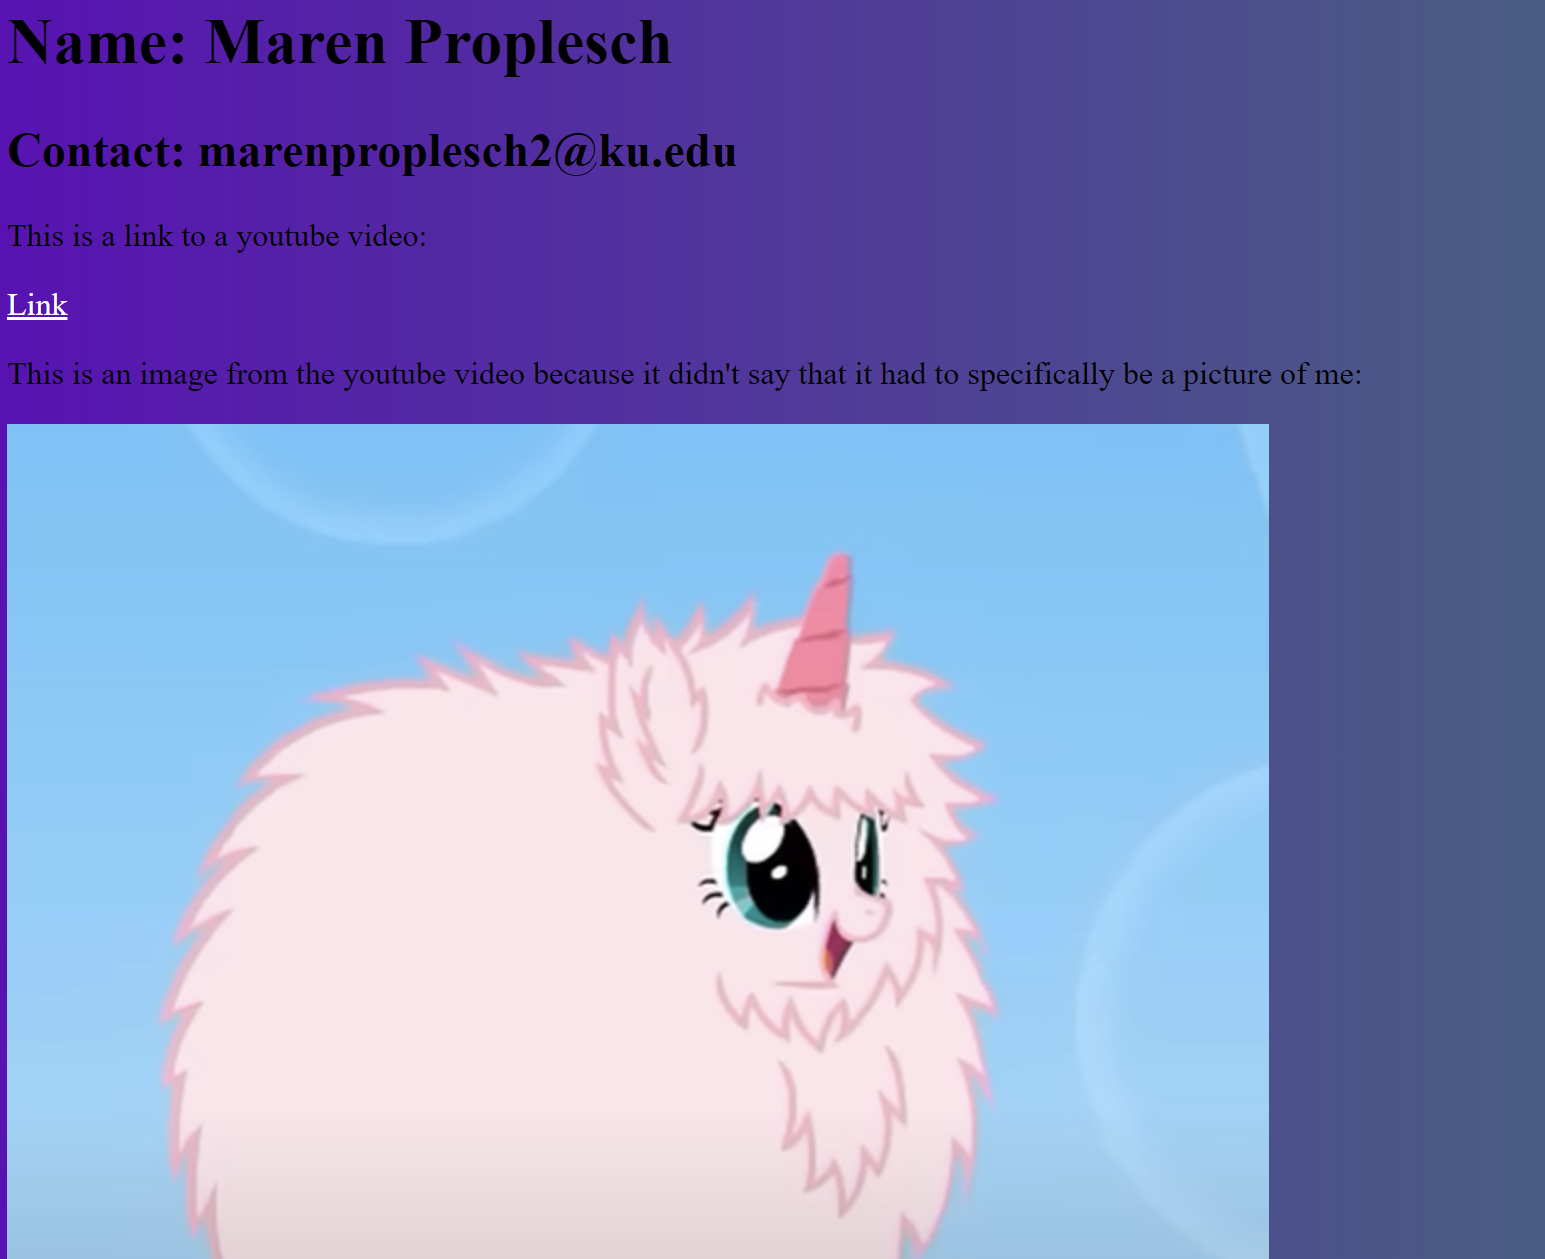 Name: Maren Proplesch
Contact: marenproplesch2@ku.edu
This is a link to a youtube video:
Link
This is an image from the youtube video because it didn't say that it had to specifically be a picture of me: